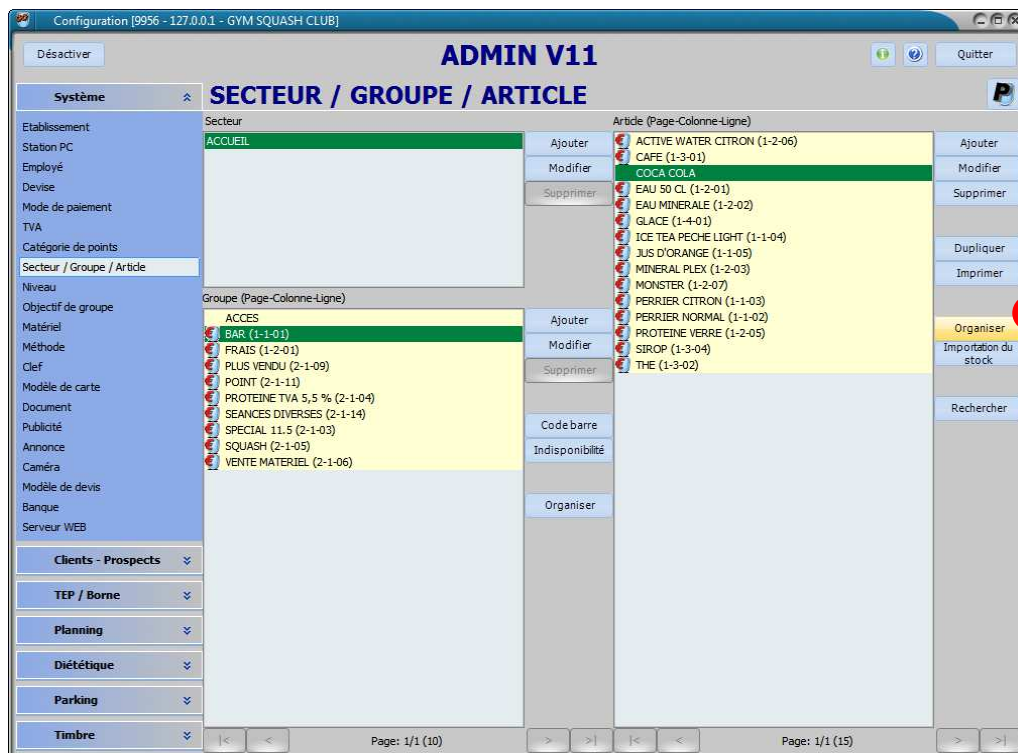 Configuration [9956 - 127.0.0.1 - GYM SQUASH CLUB]
Désactiver
ADMIN V11
Quitter
Système
SECTEUR / GROUPE / ARTICLE
Etablissement
Station PC
Employé
Devise
Mode de paiement
TVA
Catégorie de points
Secteur / Groupe / Article
Niveau
Objectif de groupe
Matériel
Méthode
Clef
Modèle de carte
Document
Publicité
Annonce
Caméra
Modèle de devis
Banque
Serveur WEB
Clients - Prospects
TEP / Borne
Planning
Diététique
Parking
Timbre
Secteur
ACCUEIL
Ajouter
Modifier
Supprimer
Groupe (Page-Colonne-Ligne)
ACCES
BAR (1-1-01)
FRAIS (1-2-01)
PLUS VENDU (2-1-09)
POINT (2-1-11)
PROTEINE TVA 5,5 % (2-1-04)
SEANCES DIVERSES (2-1-14)
SPECIAL 11.5 (2-1-03)
SQUASH (2-1-05)
VENTE MATERIEL (2-1-06)
Ajouter
Modifier
Supprimer
Code barre
Indisponibilité
Organiser
|< < Page: 1/1 (10) > >|
Article (Page-Colonne-Ligne)
ACTIVE WATER CITRON (1-2-06)
CAFE (1-3-01)
COCA COLA
EAU 50 CL (1-2-01)
EAU MINERALE (1-2-02)
GLACE (1-4-01)
ICE TEA PECHE LIGHT (1-1-04)
JUS D'ORANGE (1-1-05)
MINERAL PLEX (1-2-03)
MONSTER (1-2-07)
PERRIER CITRON (1-1-03)
PERRIER NORMAL (1-1-02)
PROTEINE VERRE (1-2-05)
SIROP (1-3-04)
THE (1-3-02)
Ajouter
Modifier
Supprimer
Dupliquer
Imprimer
Organiser
Importation du
stock
Rechercher
|< < Page: 1/1 (15) > >|